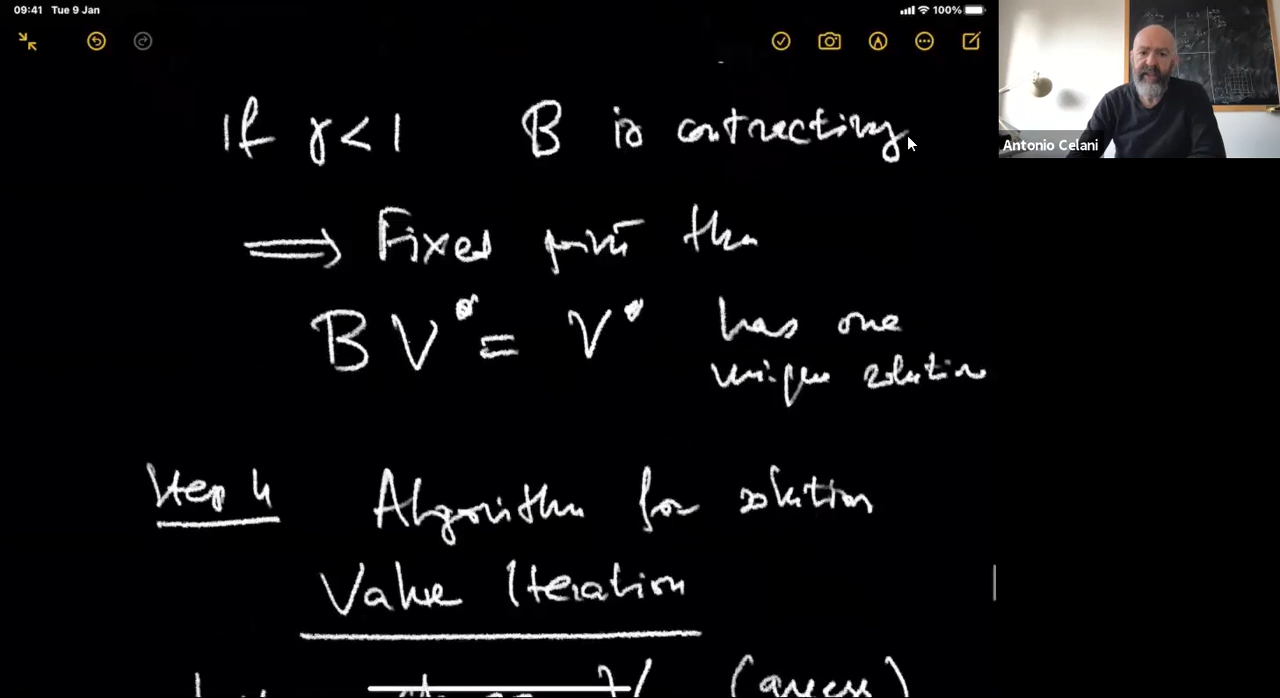 09:41 Tue 9 Jan
100%
Antonio Celani
If γ < 1 B is contracting
⟹ Fixed point thm
B V* = V* has one
unique solution
Step 4 Algorithm for solution
Value Iteration
V (guess)